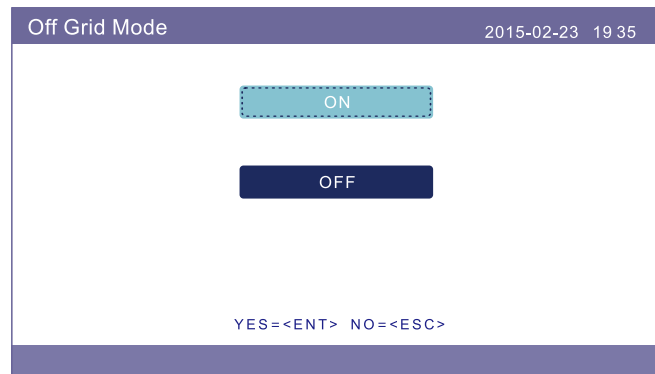 Off Grid Mode 2015-02-23 19 35
ON
OFF
YES=<ENT> NO=<ESC>